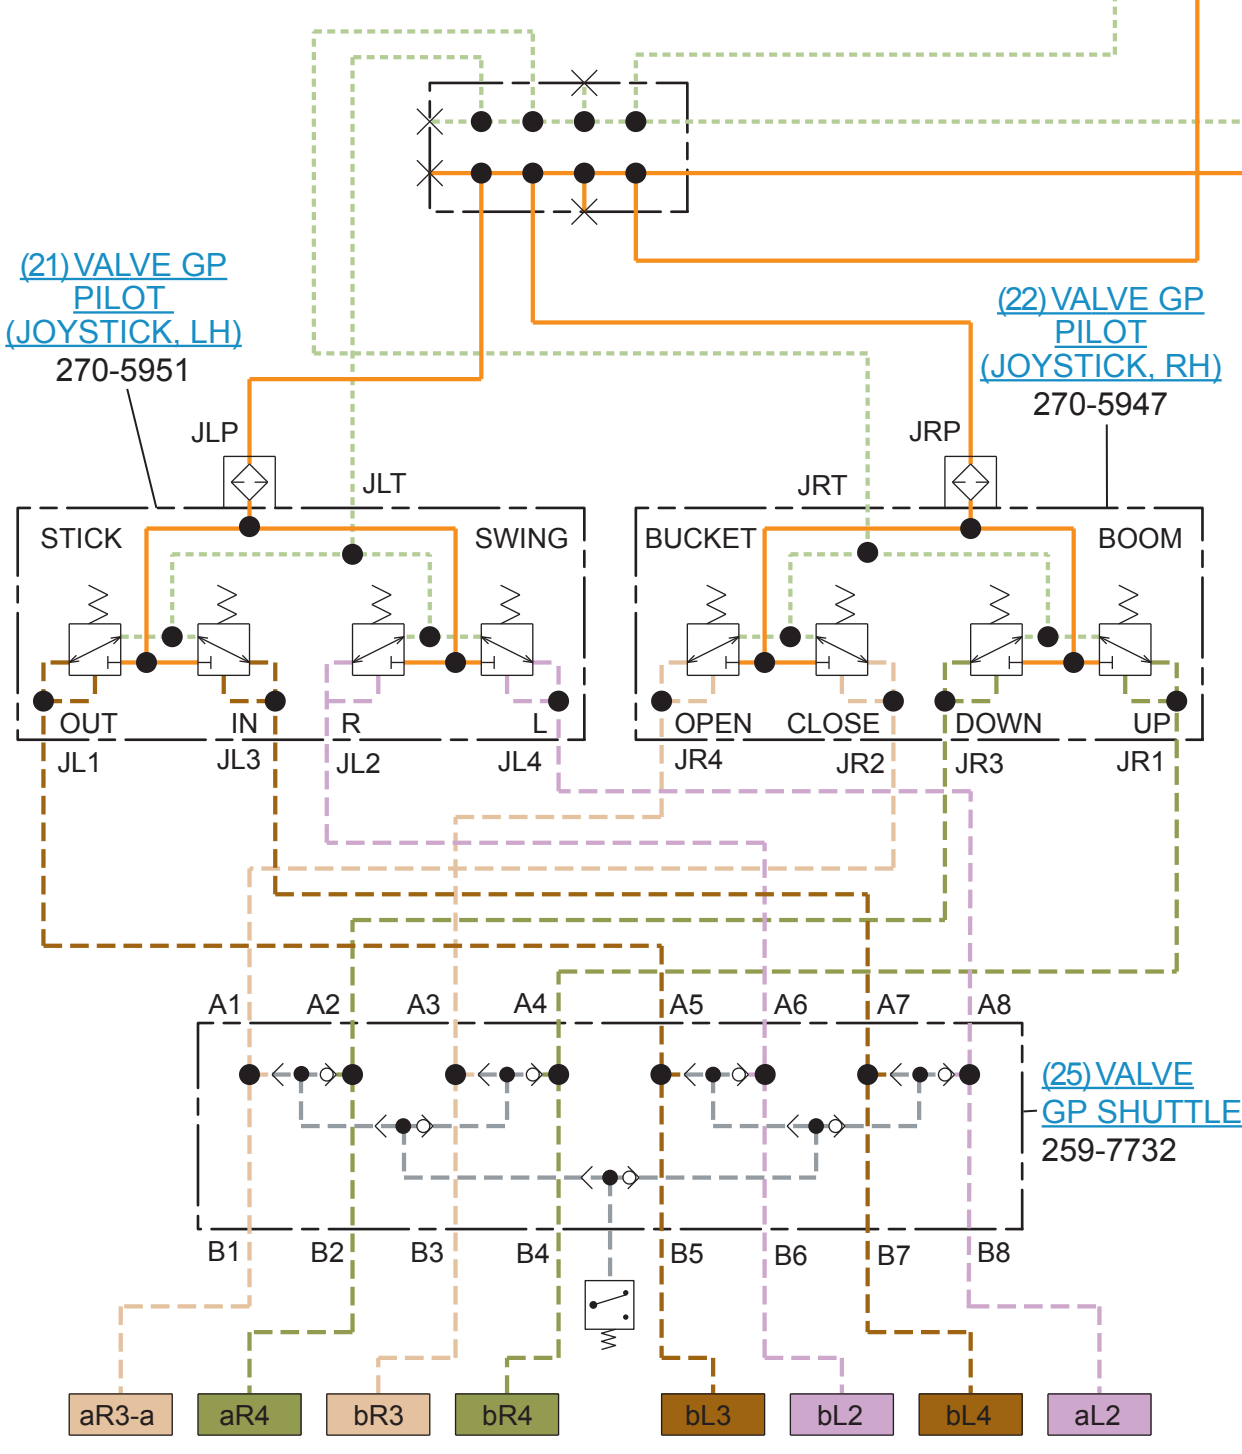 (21) VALVE GP
PILOT
(JOYSTICK, LH)
270-5951
(22) VALVE GP
PILOT
(JOYSTICK, RH)
270-5947
JLP
JRP
JLT
JRT
STICK
SWING
BUCKET
BOOM
OUT
IN
R
L
OPEN
CLOSE
DOWN
UP
JL1
JL3
JL2
JL4
JR4
JR2
JR3
JR1
A1
A2
A3
A4
A5
A6
A7
A8
(25) VALVE
GP SHUTTLE
259-7732
B1
B2
B3
B4
B5
B6
B7
B8
aR3-a
aR4
bR3
bR4
bL3
bL2
bL4
aL2